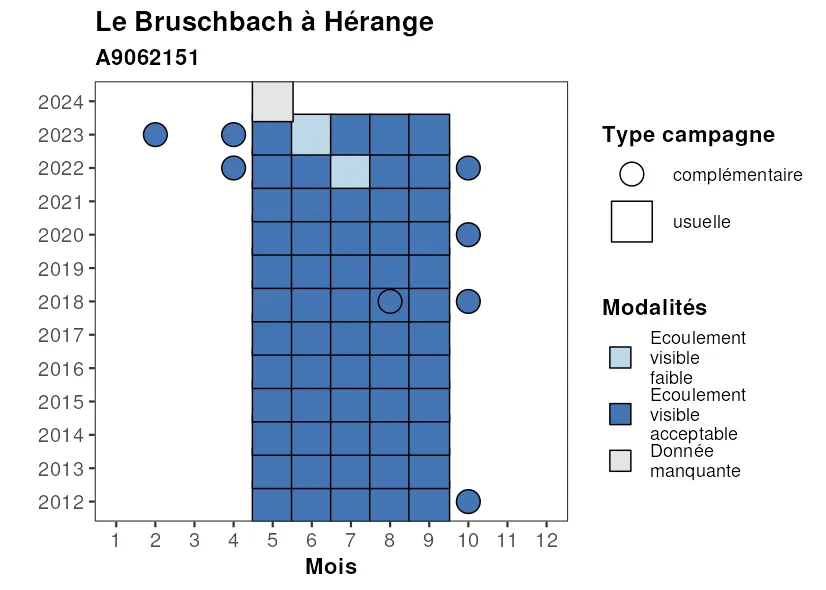 Le Bruschbach à Hérange
A9062151
2024
2023
2022
2021
2020
2019
2018
2017
2016
2015
2014
2013
2012
1 2 3 4 5 6 7 8 9 10 11 12
Mois
Type campagne
complémentaire
usuelle
Modalités
Ecoulement
visible
faible
Ecoulement
visible
acceptable
Donnée
manquante